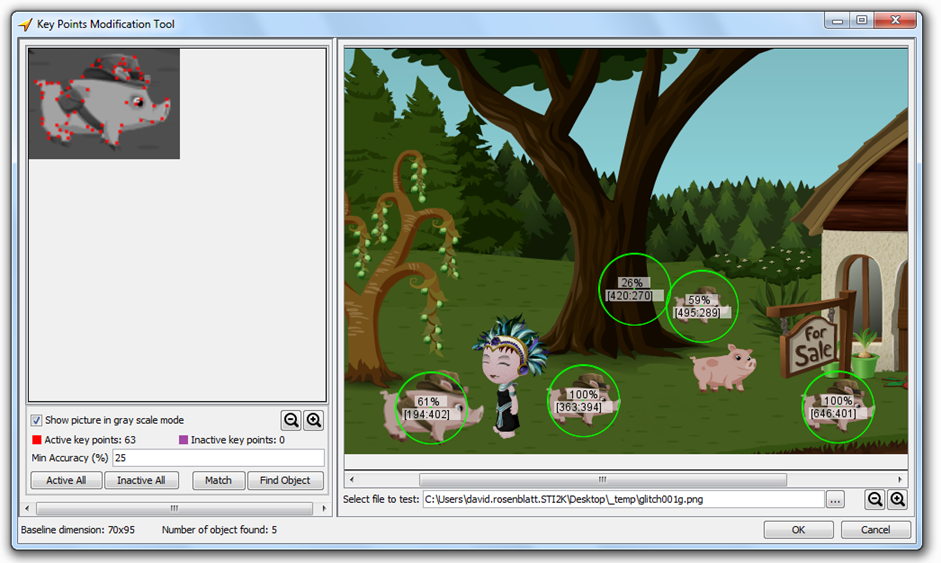 Key Points Modification Tool
Show picture in gray scale mode
Active key points: 63
Inactive key points: 0
Min Accuracy (%)
25
Active All
Inactive All
Match
Find Object
Baseline dimension: 70x95
Number of object found: 5
26%
[420:270]
59%
[495:289]
For
Sale
61%
[194:402]
100%
[363:394]
100%
[646:401]
Select file to test:
C:\Users\david.rosenblatt.STI2K\Desktop\_temp\glitch001g.png
...
OK
Cancel